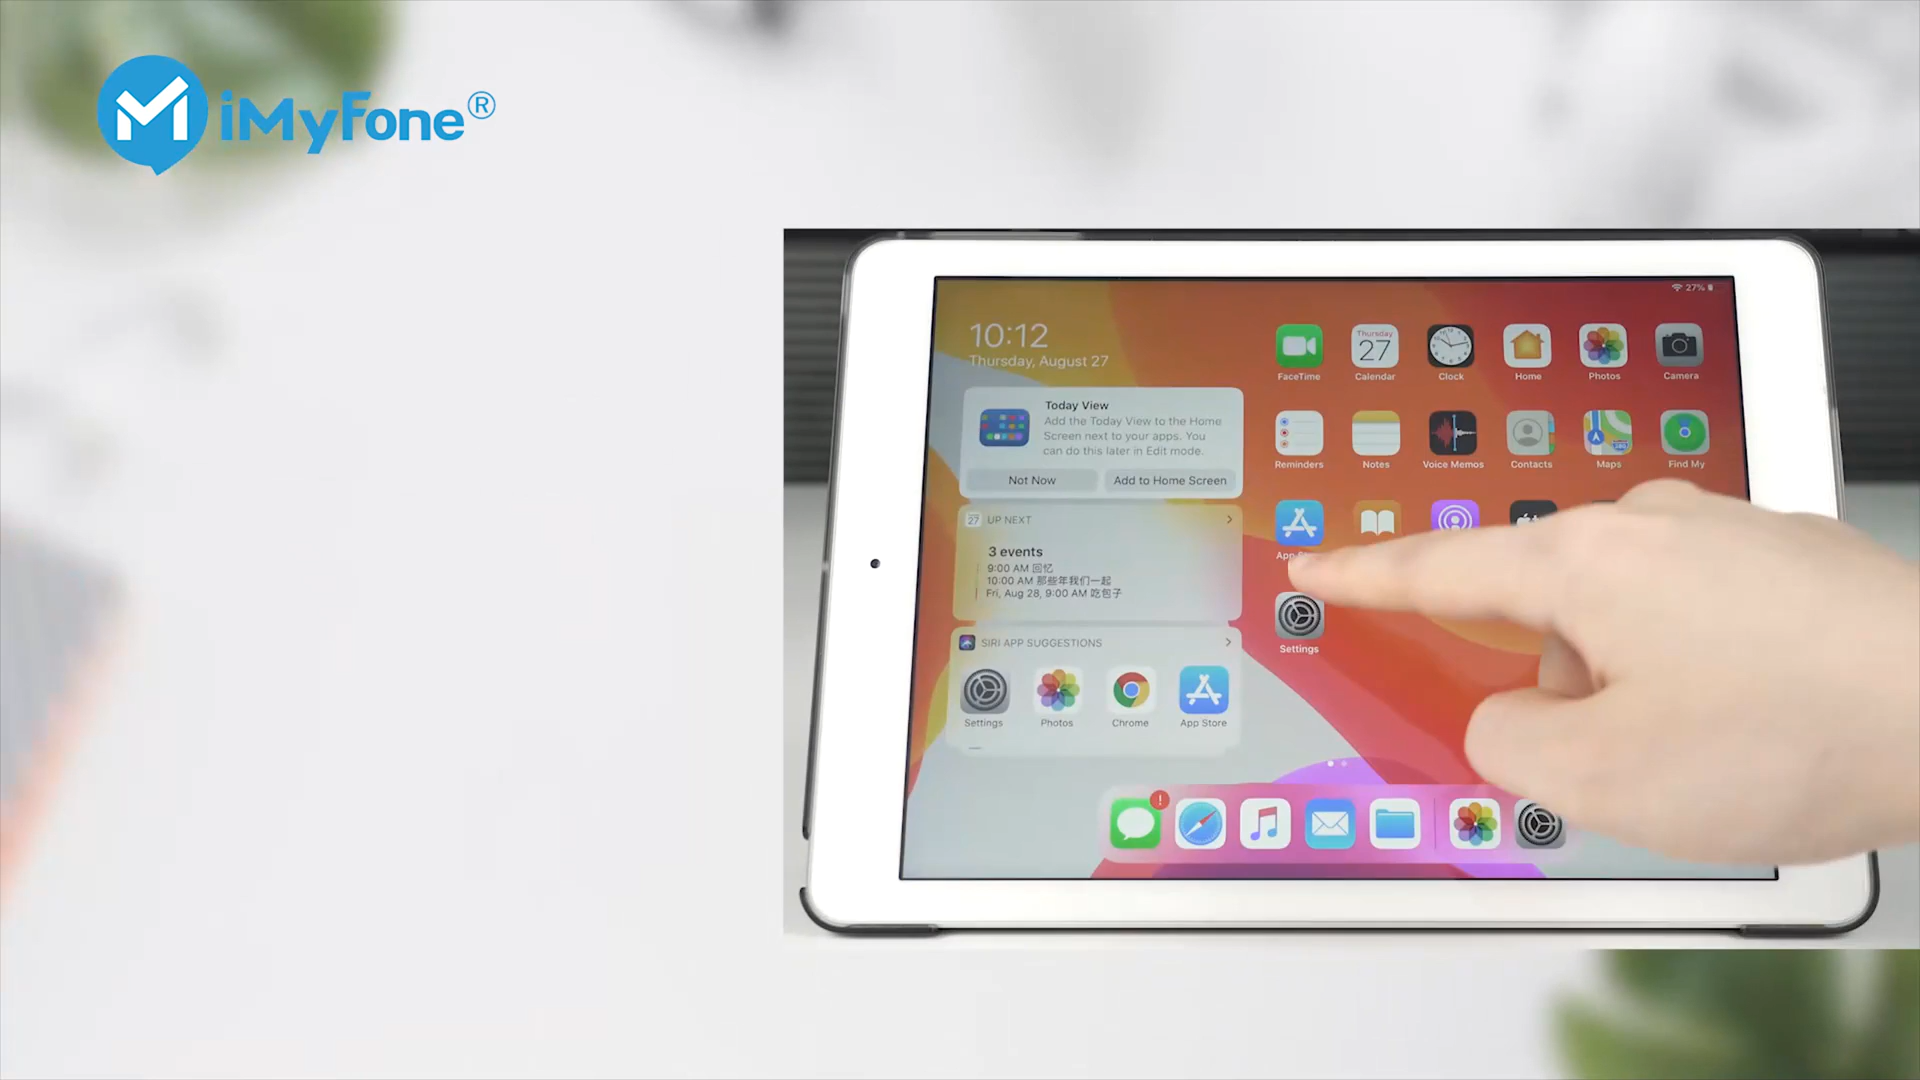 iMyFone®
27%
10:12
Thursday, August 27
Today View
Add the Today View to the Home
Screen next to your apps. You
can do this later in Edit mode.
Not Now
Add to Home Screen
27 UP NEXT
3 events
9:00 AM 回忆
10:00 AM 那些年我们一起
Fri, Aug 28, 9:00 AM 吃包子
SIRI APP SUGGESTIONS
Settings
Photos
Chrome
App Store
Thursday
27
FaceTime
Calendar
Clock
Home
Photos
Camera
Reminders
Notes
Voice Memos
Contacts
Maps
Find My
App
Settings